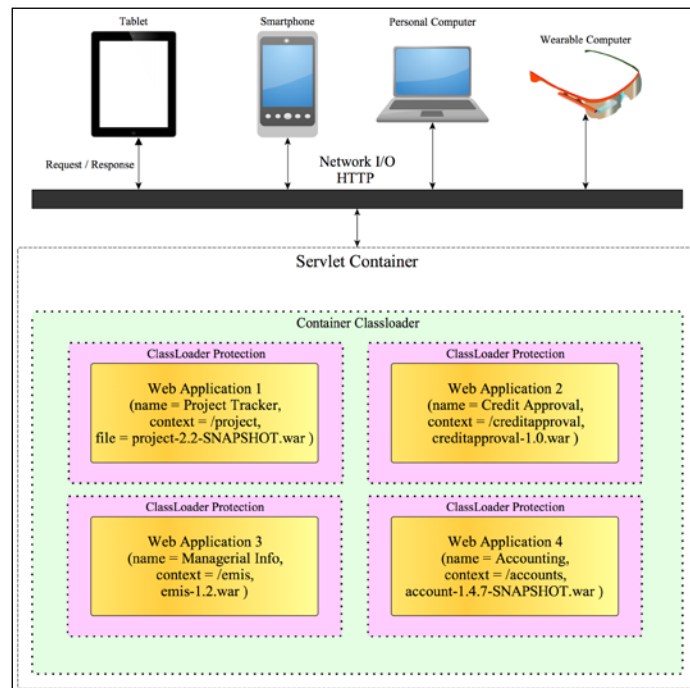 Tablet
Smartphone
Personal Computer
Wearable Computer
Request / Response
Network I/O
HTTP
Servlet Container
Container Classloader
ClassLoader Protection
Web Application 1
(name = Project Tracker,
context = /project,
file = project-2.2-SNAPSHOT.war )
ClassLoader Protection
Web Application 2
(name = Credit Approval,
context = /creditapproval,
creditapproval-1.0.war )
ClassLoader Protection
Web Application 3
(name = Managerial Info,
context = /emis,
emis-1.2.war )
ClassLoader Protection
Web Application 4
(name = Accounting,
context = /accounts,
account-1.4.7-SNAPSHOT.war )